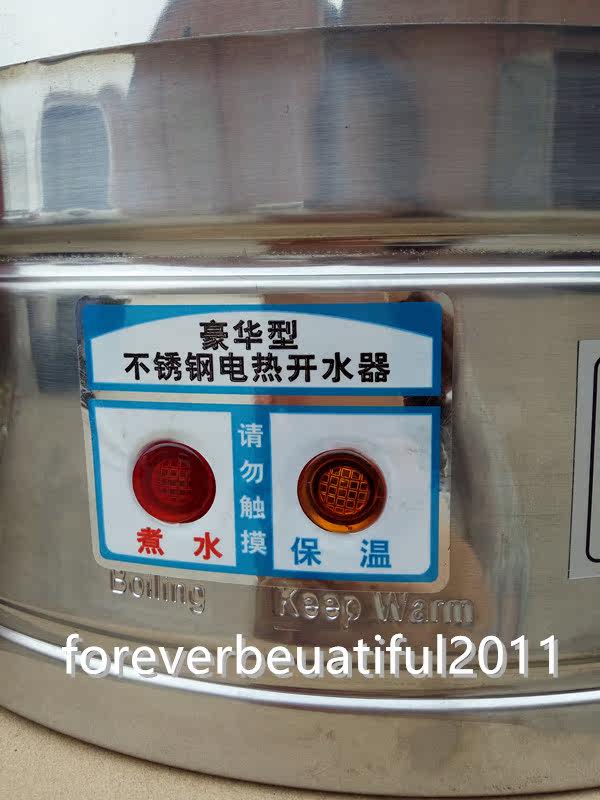 豪华型
不锈钢电热开水器
请勿触摸
煮水
保温
Boiling
Keep Warm
foreverbeuatiful2011